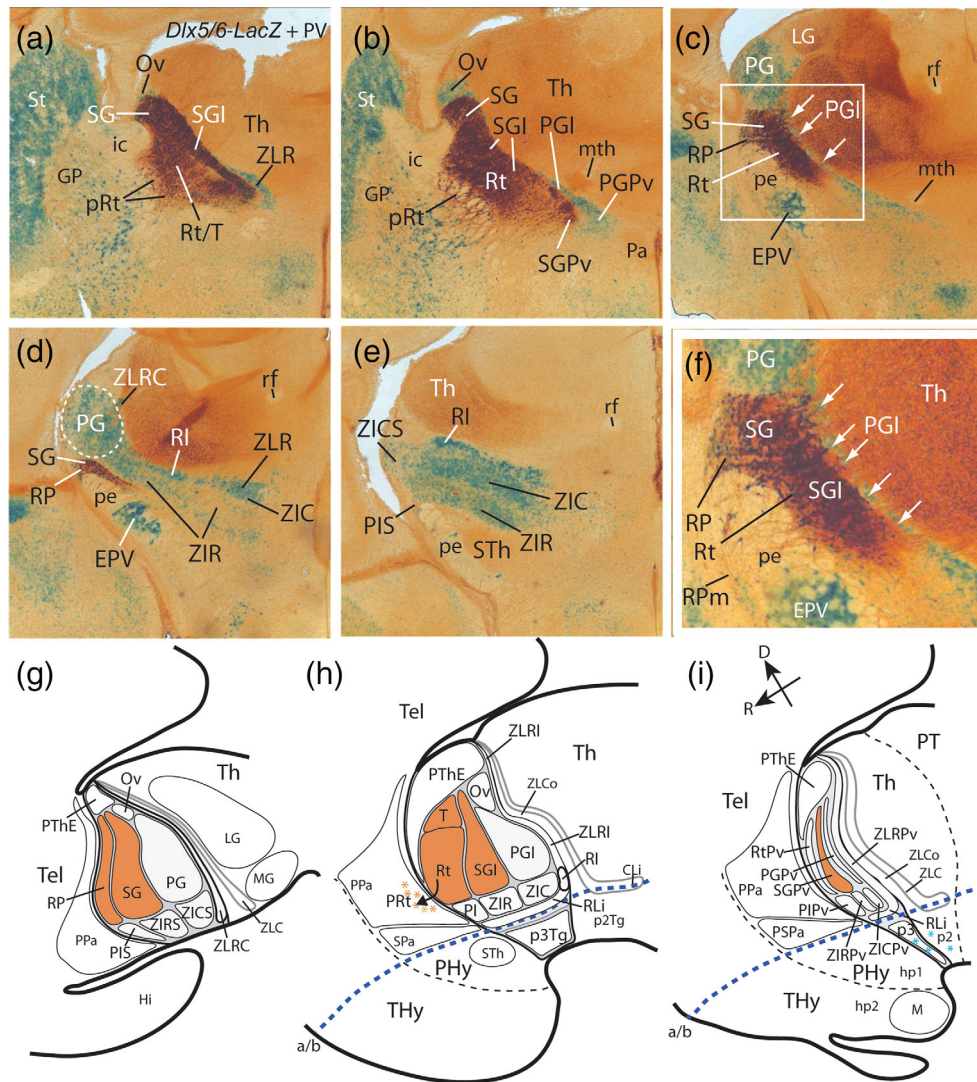 (a)
Dlx5/6-LacZ + PV
Ov
St
SG
SGI
Th
ic
ZLR
GP
pRt
Rt/T
(b)
Ov
St
SG
Th
SGI
PGI
ic
mth
Rt
GP
PGPv
pRt
SGPv
Pa
(c)
LG
PG
rf
SG
PGI
RP
Rt
pe
mth
EPV
(d)
ZLRC
rf
PG
RI
SG
ZLR
RP
pe
ZIC
EPV
ZIR
(e)
Th
RI
rf
ZICS
ZIC
PIS
ZIR
pe
STh
(f)
PG
Th
SG
PGI
SGI
RP
Rt
pe
RPm
EPV
(g)
Th
Ov
PThE
LG
Tel
SG
PG
MG
RP
ZICS
ZIRS
ZLC
PPa
PIS
ZLRC
Hi
(h)
Tel
ZLRI
Th
PThE
Ov
ZLCo
T
ZLRI
PGI
Rt
SGI
RI
CLi
PPa
PRt
ZIC
PI
ZIR
RLi
p2Tg
SPa
p3Tg
STh
PHy
THy
a/b
(i)
D
R
PT
PThE
Th
Tel
ZLRPv
RtPv
ZLCo
PGPv
PPa
SGPv
ZLC
PIPv
RLi
PSPa
p3
p2
ZICPv
ZIRPv
hp1
PHy
THy
hp2
M
a/b